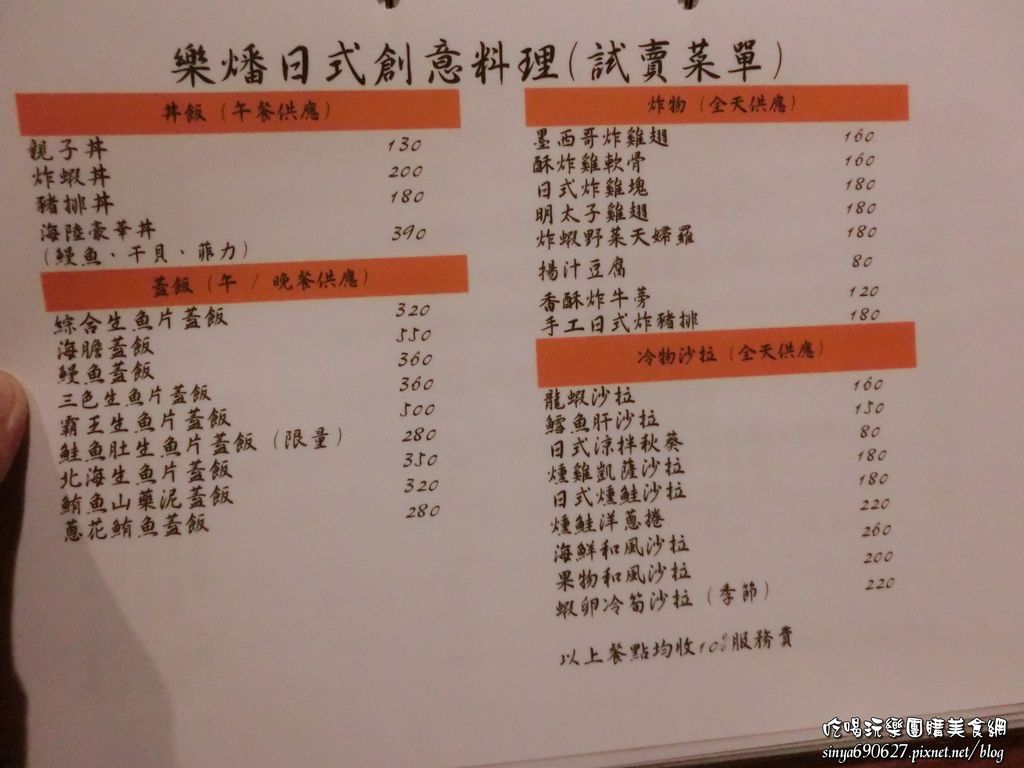 樂燔日式創意料理(試賣菜單)
丼飯（午餐供應）
親子丼 130
炸蝦丼 200
豬排丼 180
海陸豪華丼 390
（鰻魚、干貝、菲力）
蓋飯（午 / 晚餐供應）
綜合生魚片蓋飯 320
海膽蓋飯 550
鰻魚蓋飯 360
三色生魚片蓋飯 360
霸王生魚片蓋飯 500
鮭魚肚生魚片蓋飯（限量） 280
北海生魚片蓋飯 350
鮪魚山藥泥蓋飯 320
蔥花鮪魚蓋飯 280
炸物（全天供應）
墨西哥炸雞翅 160
酥炸雞軟骨 160
日式炸雞塊 180
明太子雞翅 180
炸蝦野菜天婦羅 180
揚汁豆腐 80
香酥炸牛蒡 120
手工日式炸豬排 180
冷物沙拉（全天供應）
龍蝦沙拉 160
鱈魚肝沙拉 150
日式涼拌秋葵 80
燻雞凱薩沙拉 180
日式燻鮭沙拉 180
燻鮭洋蔥捲 220
海鮮和風沙拉 260
果物和風沙拉 200
蝦卵冷筍沙拉（季節） 220
以上餐點均收10%服務費
吃喝玩樂團購美食網
sinya690627.pixnet.net/blog